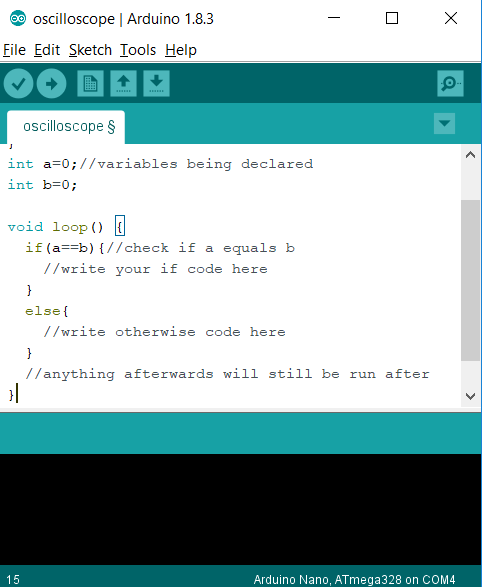 oscilloscope | Arduino 1.8.3
File Edit Sketch Tools Help
oscilloscope §
}
int a=0;//variables being declared
int b=0;
void loop() {
if(a==b){//check if a equals b
//write your if code here
}
else{
//write otherwise code here
}
//anything afterwards will still be run after
}
15
Arduino Nano, ATmega328 on COM4